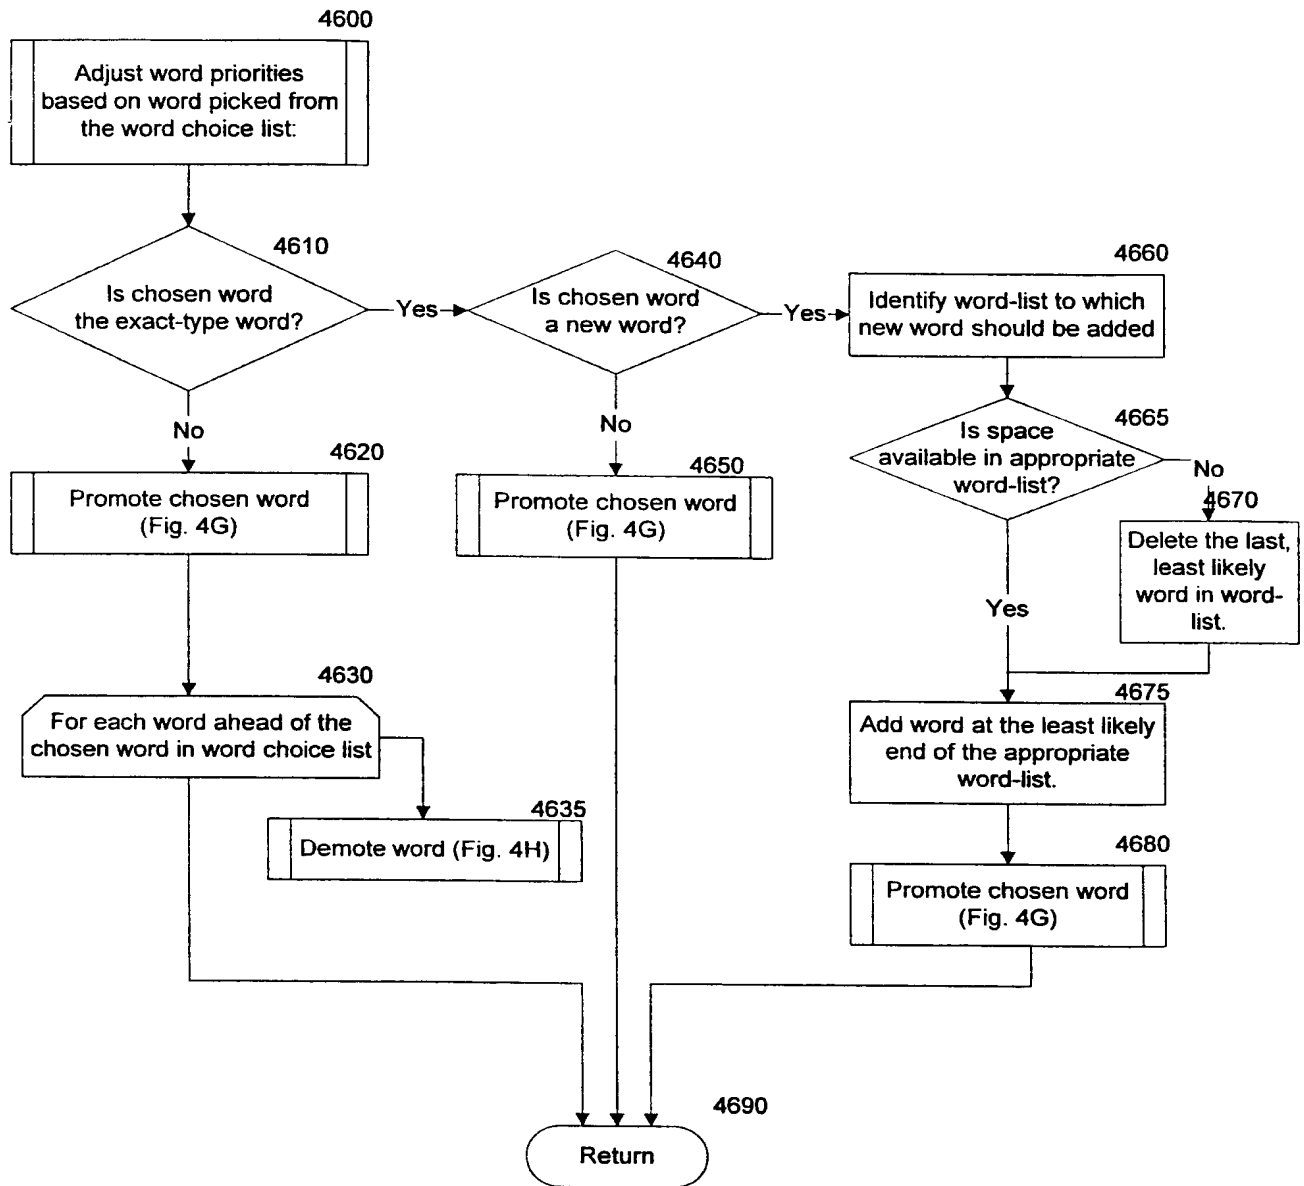 4600
Adjust word priorities
based on word picked from
the word choice list:
4610
Is chosen word
the exact-type word?
Yes
No
4640
Is chosen word
a new word?
Yes
No
4660
Identify word-list to which
new word should be added
4665
Is space
available in appropriate
word-list?
No
Yes
4670
Delete the last,
least likely
word in word-
list.
4620
Promote chosen word
(Fig. 4G)
4650
Promote chosen word
(Fig. 4G)
4630
For each word ahead of the
chosen word in word choice list
4635
Demote word (Fig. 4H)
4675
Add word at the least likely
end of the appropriate
word-list.
4680
Promote chosen word
(Fig. 4G)
4690
Return